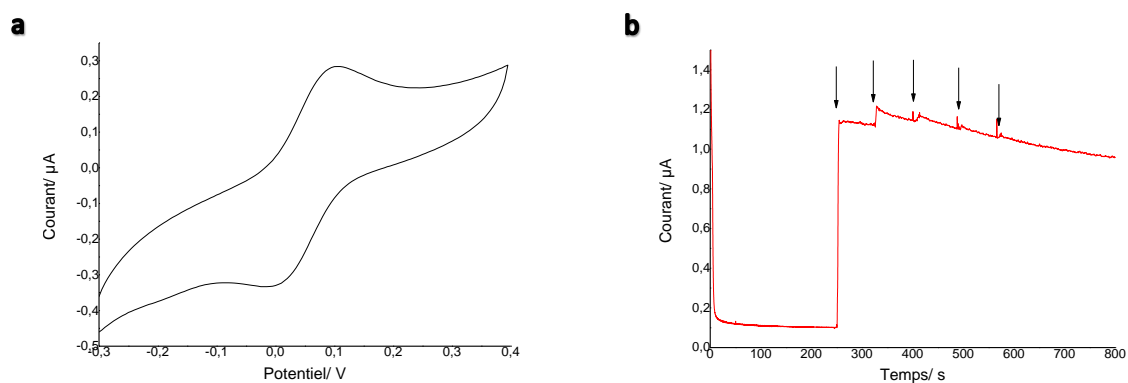 a
0,3
0,2
0,1
0,0
-0,1
-0,2
-0,3
-0,4
-0,5
Courant/ µA
-0,3 -0,2 -0,1 0,0 0,1 0,2 0,3 0,4
Potentiel/ V
b
1,4
1,2
1,0
0,8
0,6
0,4
0,2
0,0
Courant/ µA
0 100 200 300 400 500 600 700 800
Temps/ s